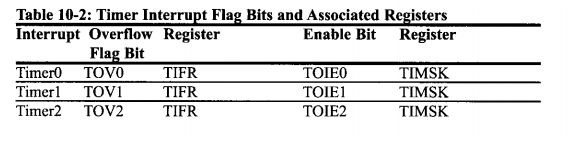 Table 10-2: Timer Interrupt Flag Bits and Associated Registers
Interrupt Overflow Register Enable Bit Register
Flag Bit
Timer0 TOV0 TIFR TOIE0 TIMSK
Timer1 TOV1 TIFR TOIE1 TIMSK
Timer2 TOV2 TIFR TOIE2 TIMSK